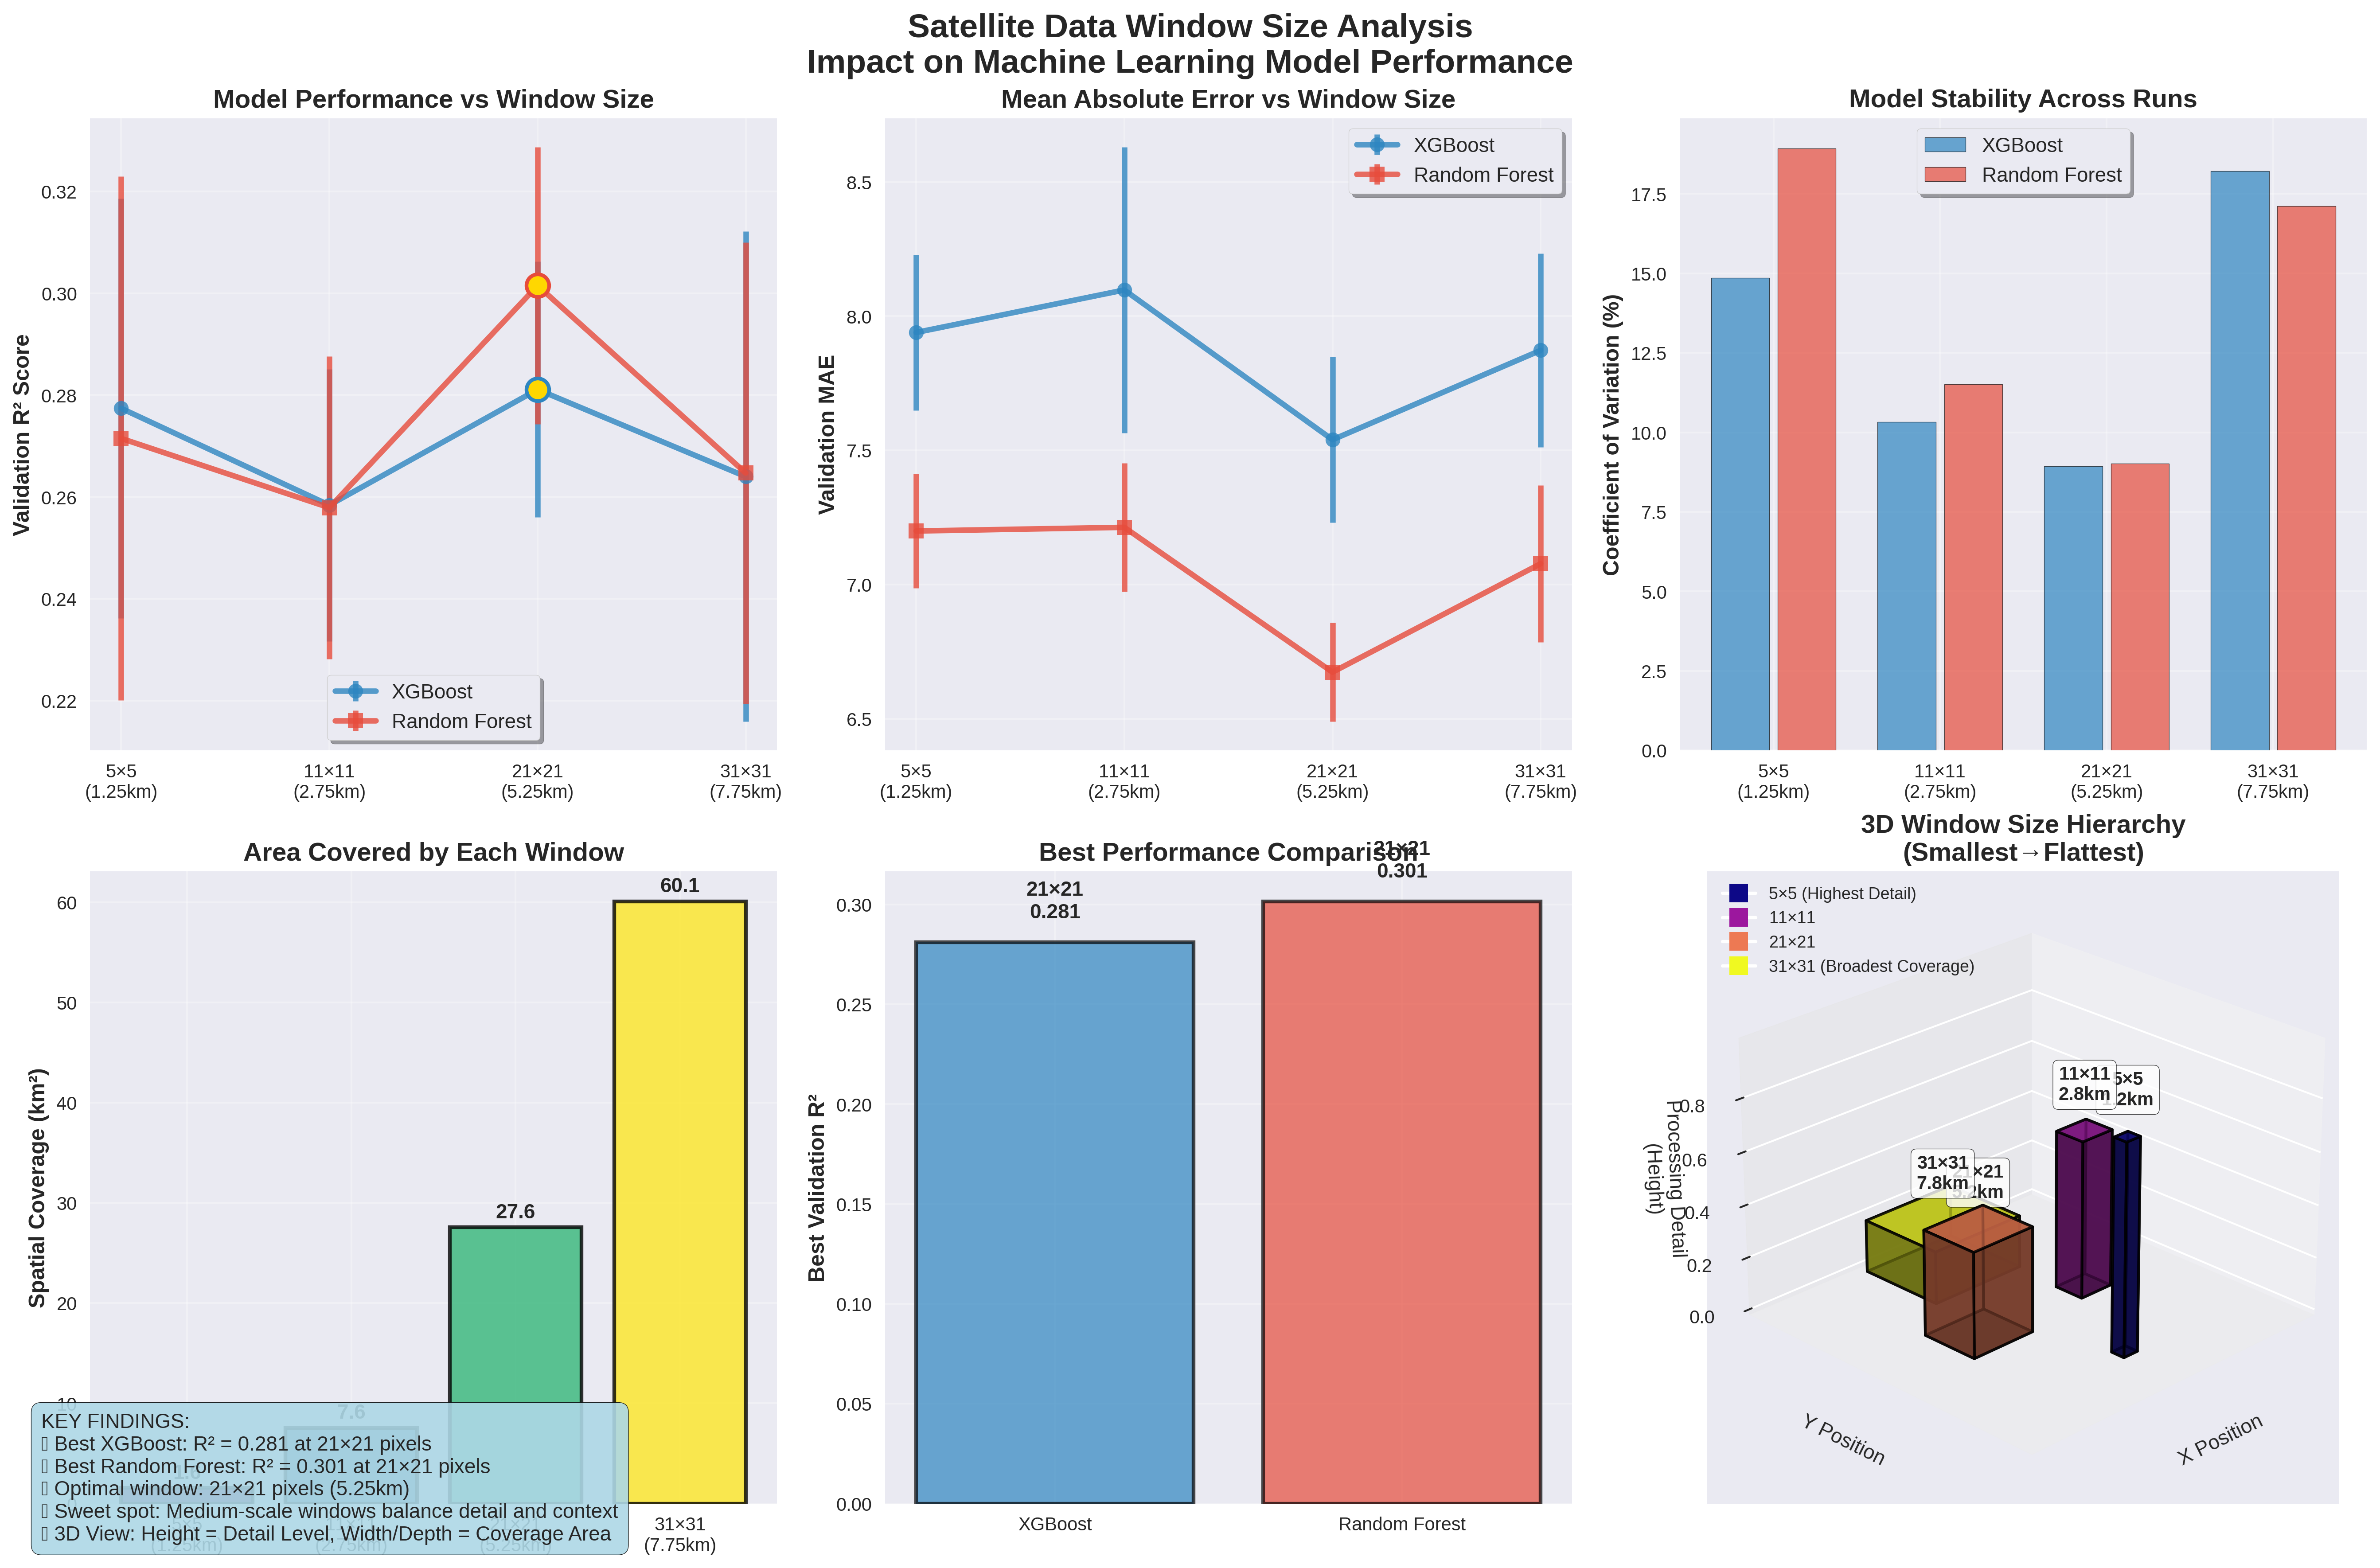 Satellite Data Window Size Analysis
Impact on Machine Learning Model Performance
Model Performance vs Window Size
Validation R² Score
0.32
0.30
0.28
0.26
0.24
0.22
XGBoost
Random Forest
5×5
(1.25km)
11×11
(2.75km)
21×21
(5.25km)
31×31
(7.75km)
Mean Absolute Error vs Window Size
Validation MAE
8.5
8.0
7.5
7.0
6.5
XGBoost
Random Forest
5×5
(1.25km)
11×11
(2.75km)
21×21
(5.25km)
31×31
(7.75km)
Model Stability Across Runs
Coefficient of Variation (%)
17.5
15.0
12.5
10.0
7.5
5.0
2.5
0.0
XGBoost
Random Forest
5×5
(1.25km)
11×11
(2.75km)
21×21
(5.25km)
31×31
(7.75km)
Area Covered by Each Window
Spatial Coverage (km²)
60
50
40
30
20
10
60.1
27.6
7.6
(1.25km)
(2.75km)
(5.25km)
31×31
(7.75km)
KEY FINDINGS:
Best XGBoost: R² = 0.281 at 21×21 pixels
Best Random Forest: R² = 0.301 at 21×21 pixels
Optimal window: 21×21 pixels (5.25km)
Sweet spot: Medium-scale windows balance detail and context
3D View: Height = Detail Level, Width/Depth = Coverage Area
Best Performance Comparison
Best Validation R²
0.30
0.25
0.20
0.15
0.10
0.05
0.00
21×21
0.281
21×21
0.301
XGBoost
Random Forest
3D Window Size Hierarchy
(Smallest→Flattest)
5×5 (Highest Detail)
11×11
21×21
31×31 (Broadest Coverage)
Processing Detail
(Height)
0.8
0.6
0.4
0.2
0.0
11×11
2.8km
5×5
31×31
7.8km
Y Position
X Position